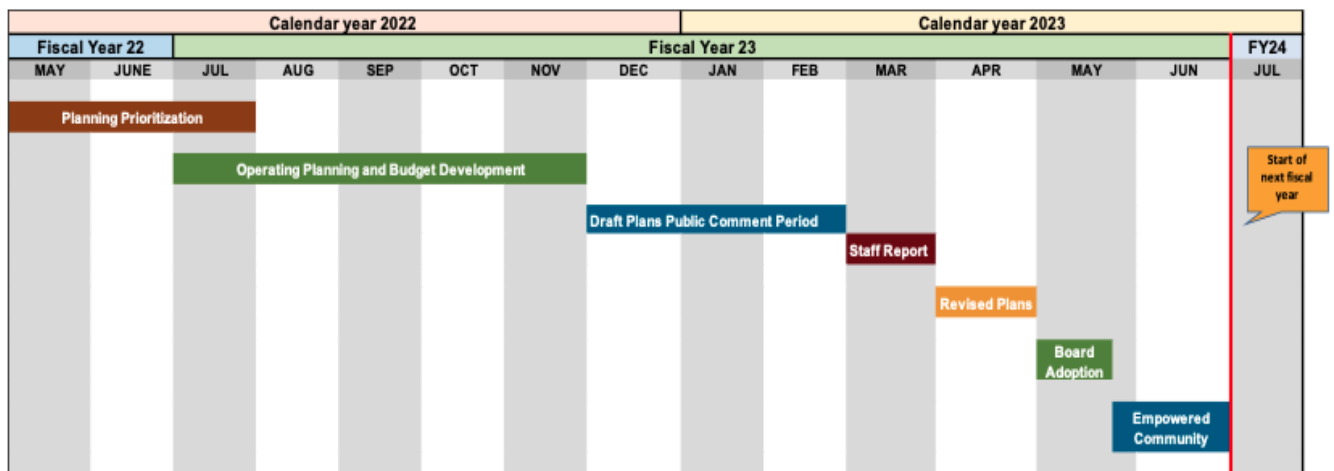 Calendar year 2022 Calendar year 2023
Fiscal Year 22 Fiscal Year 23 FY24
MAY JUNE JUL AUG SEP OCT NOV DEC JAN FEB MAR APR MAY JUN JUL
Planning Prioritization
Operating Planning and Budget Development
Start of
next fiscal
year
Draft Plans Public Comment Period
Staff Report
Revised Plans
Board
Adoption
Empowered
Community